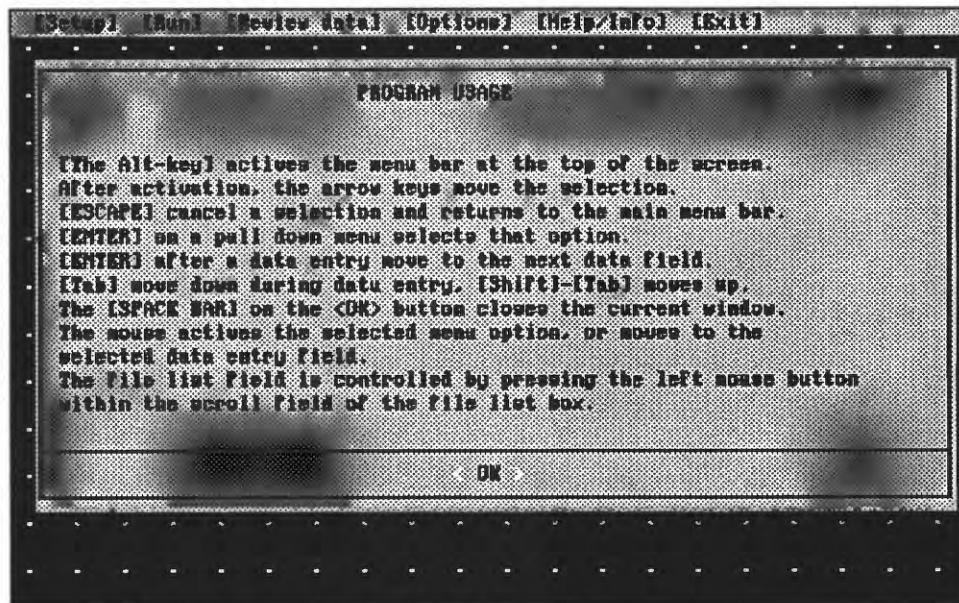 [Setup] [Run] [Review data] [Options] [Help/Info] [Exit]
PROGRAM USAGE
[The Alt-key] actives the menu bar at the top of the screen.
After activation, the arrow keys move the selection.
[ESCAPE] cancel a selection and returns to the main menu bar.
[ENTER] on a pull down menu selects that option.
[ENTER] after a data entry move to the next data field.
[Tab] move down during data entry, [Shift]-[Tab] moves up.
The [SPACE BAR] on the <OK> button closes the current window.
The mouse actives the selected menu option, or moves to the
selected data entry field.
The file list field is controlled by pressing the left mouse button
within the scroll field of the file list box.
< OK >